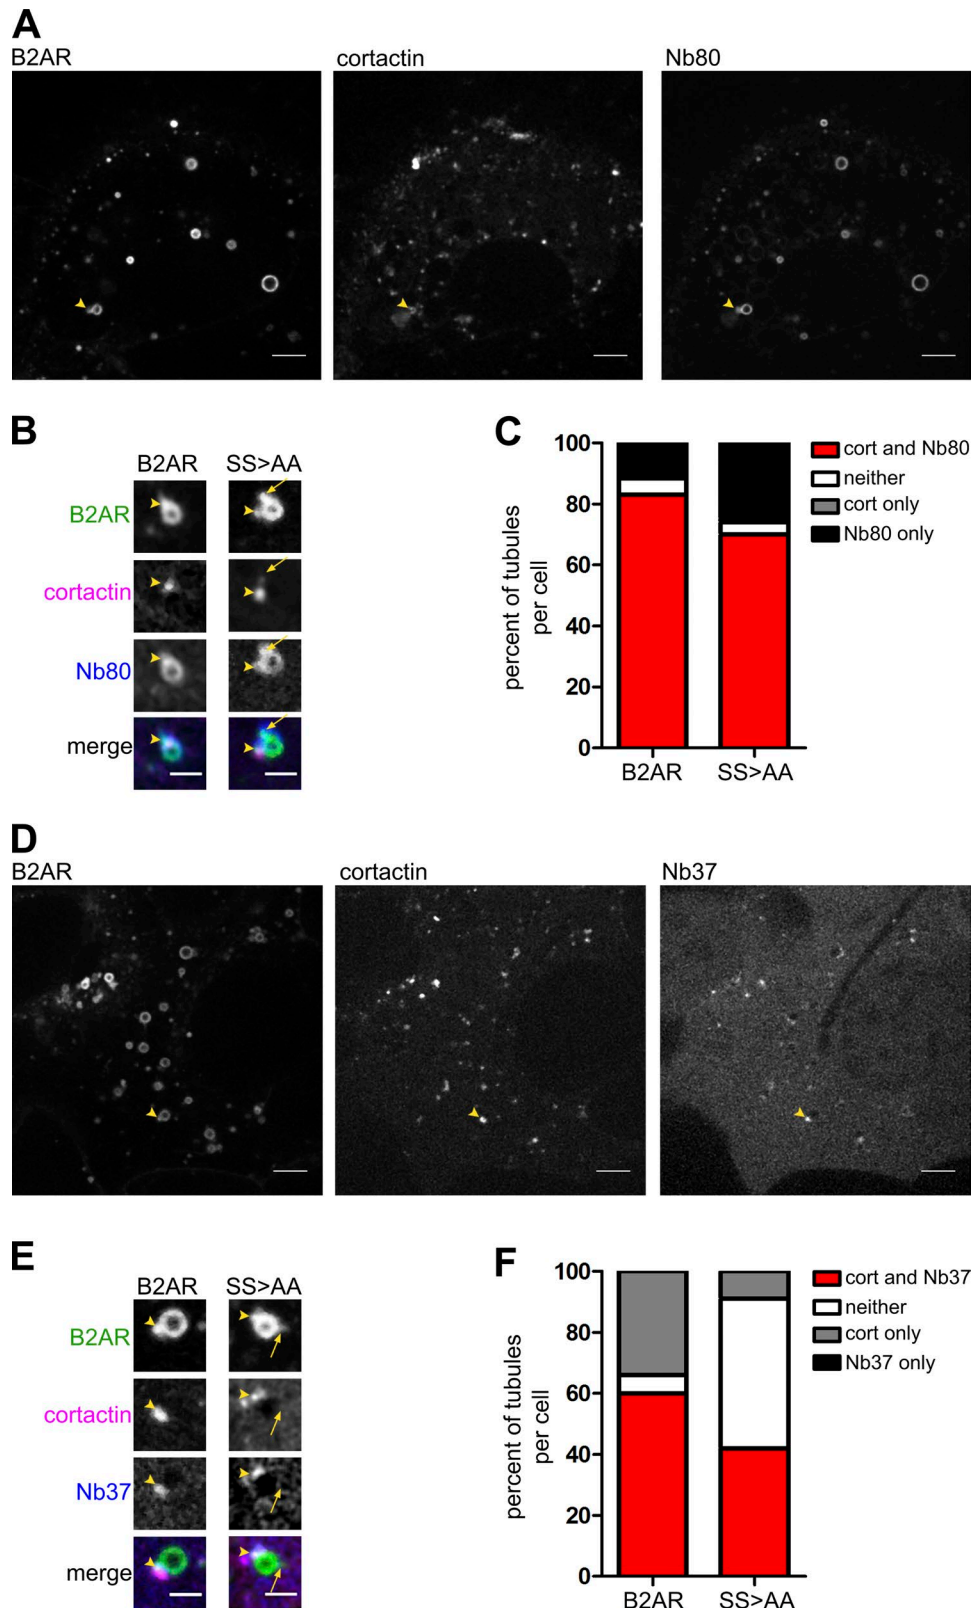 A
B2AR cortactin Nb80
B
B2AR SS>AA
B2AR
cortactin
Nb80
merge
C
percent of tubules
per cell
100
80
60
40
20
0
B2AR SS>AA
cort and Nb80
neither
cort only
Nb80 only
D
B2AR cortactin Nb37
E
B2AR SS>AA
B2AR
cortactin
Nb37
merge
F
percent of tubules
per cell
100
80
60
40
20
0
B2AR SS>AA
cort and Nb37
neither
cort only
Nb37 only